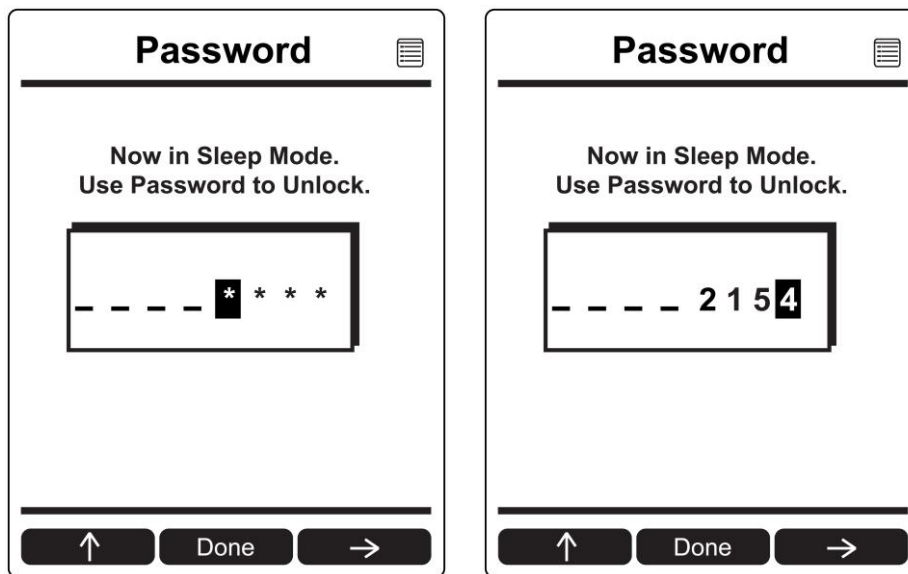 Password
Now in Sleep Mode.
Use Password to Unlock.
_ _ _ _ * * * *
↑ Done →
Password
Now in Sleep Mode.
Use Password to Unlock.
_ _ _ _ 2 1 5 4
↑ Done →